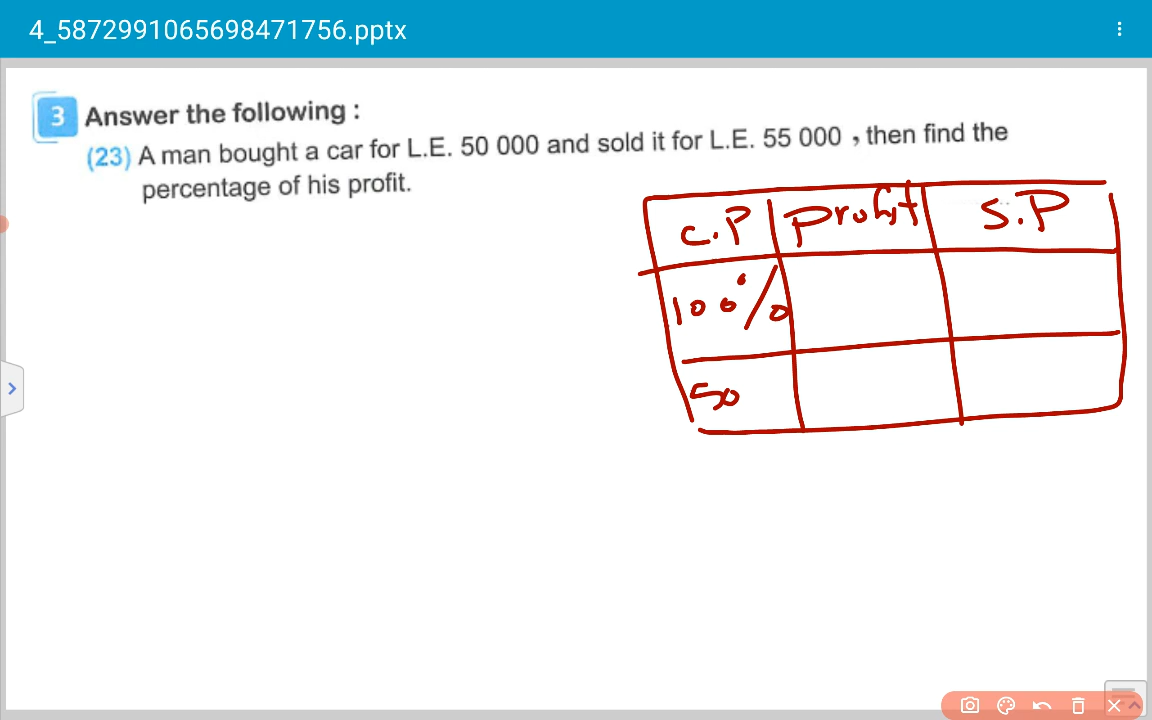 4_5872991065698471756.pptx
3 Answer the following :
(23) A man bought a car for L.E. 50 000 and sold it for L.E. 55 000 , then find the
percentage of his profit.
C.P Profit S.P
100%
50